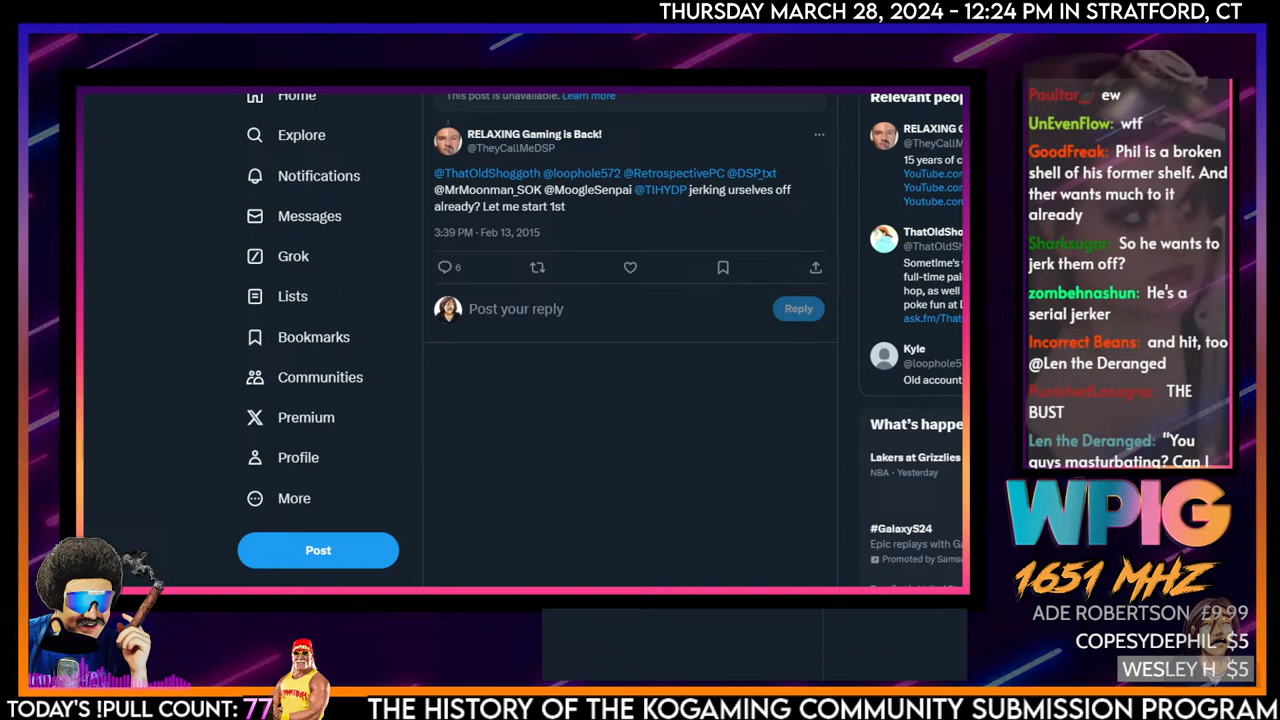 THURSDAY MARCH 28, 2024 - 12:24 PM IN STRATFORD, CT
Home
Explore
Notifications
Messages
Grok
Lists
Bookmarks
Communities
Premium
Profile
More
Post
This post is unavailable. Learn more
RELAXING Gaming is Back!
@TheyCallMeDSP
@ThatOldShoggoth @loophole572 @RetrospectivePC @DSP_txt
@MrMoonman_SOK @MoogleSenpai @TIHYDP jerking urselves off
already? Let me start 1st
3:39 PM · Feb 13, 2015
6
Post your reply
Reply
Relevant peop
RELAXING G
@TheyCallM
15 years of c
YouTube.com
YouTube.com
Youtube.com
ThatOldSho
@ThatOldSh
Sometime's
full-time pai
hop, as well
poke fun at D
ask.fm/That
Kyle
@loophole57
Old account
What's happe
Lakers at Grizzlies
NBA · Yesterday
#GalaxyS24
Epic replays with Ga
Promoted by Samsu
Paultar_: ew
UnEvenFlow: wtf
GoodFreak: Phil is a broken
shell of his former shelf. And
ther wants much to it
already
Sharksugar: So he wants to
jerk them off?
zombehnashun: He's a
serial jerker
Incorrect Beans: and hit, too
@Len the Deranged
PunishedLasagna THE
BUST
Len the Deranged: "You
guys masturbating? Can I
WPIG
1651 MHZ
ADE ROBERTSON £9.99
COPESYDEPHIL $5
WESLEY H. $5
TODAY'S !PULL COUNT: 77
THE HISTORY OF THE KOGAMING COMMUNITY SUBMISSION PROGRAM